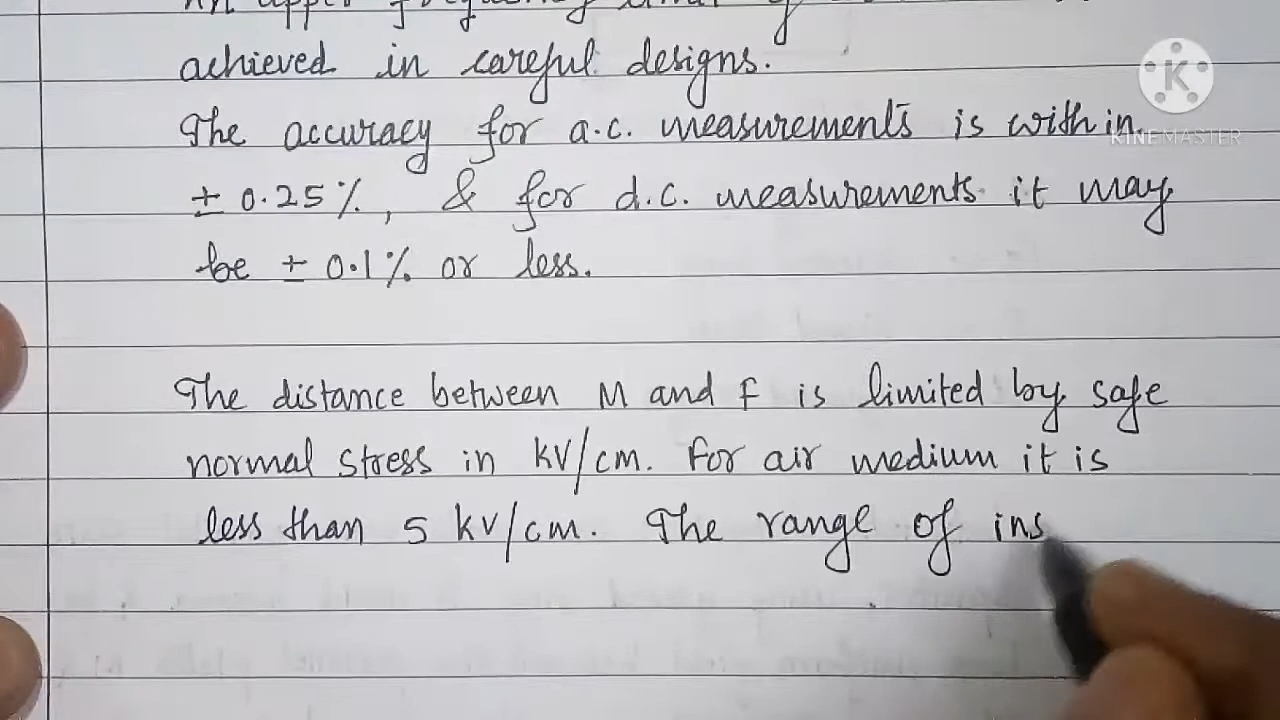 achieved in careful designs.
The accuracy for a.c. measurements is within
± 0.25%, & for d.c. measurements it may
be ± 0.1% or less.
The distance between M and F is limited by safe
normal stress in kV/cm. For air medium it is
less than 5 kV/cm. The range of ins
K
KINEMASTER